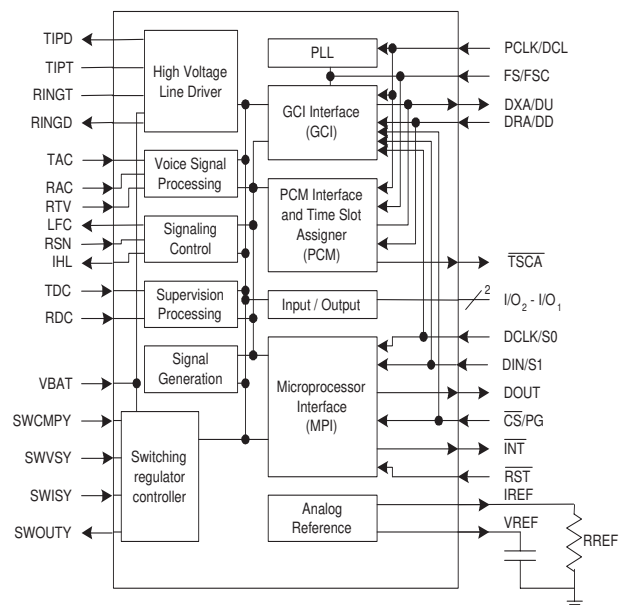 TIPD
TIPT
RINGT
RINGD
TAC
RAC
RTV
LFC
RSN
IHL
TDC
RDC
VBAT
SWCMPY
SWVSY
SWISY
SWOUTY
High Voltage
Line Driver
Voice Signal
Processing
Signaling
Control
Supervision
Processing
Signal
Generation
Switching
regulator
controller
PLL
GCI Interface
(GCI)
PCM Interface
and Time Slot
Assigner
(PCM)
Input / Output
Microprocessor
Interface
(MPI)
Analog
Reference
PCLK/DCL
FS/FSC
DXA/DU
DRA/DD
TSCA
2
I/O2 - I/O1
DCLK/S0
DIN/S1
DOUT
CS/PG
INT
RST
IREF
VREF
RREF